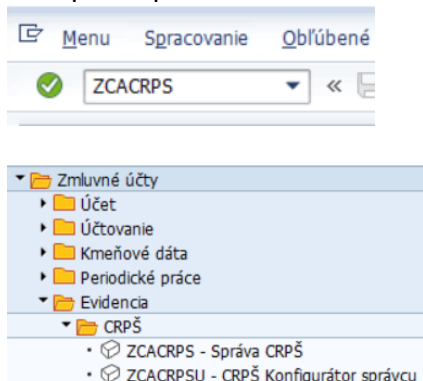 Menu Spracovanie Obľúbené
ZCACRPS
Zmluvné účty
Účet
Účtovanie
Kmeňové dáta
Periodické práce
Evidencia
CRPŠ
ZCACRPS - Správa CRPŠ
ZCACRPSU - CRPŠ Konfigurátor správcu